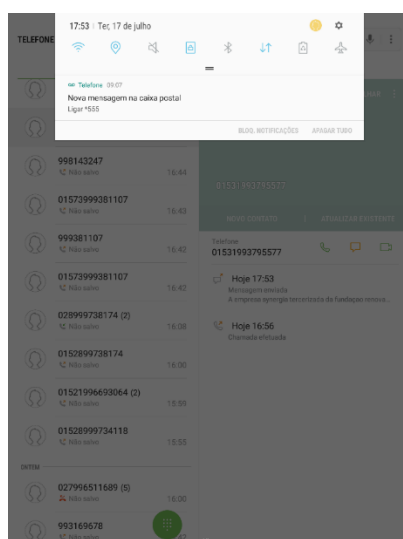 17:53 | Ter, 17 de julho
TELEFONE
Telefone 09:07
Nova mensagem na caixa postal
Ligar *555
BLOQ. NOTIFICAÇÕES APAGAR TUDO
01531993795577
NOVO CONTATO | ATUALIZAR EXISTENTE
998143247
Não salvo 16:44
01573999381107
Não salvo 16:43
999381107
Não salvo 16:42
01573999381107
Não salvo 16:42
028999738174 (2)
Não salvo 16:08
0152899738174
Não salvo 16:00
01521996693064 (2)
Não salvo 15:59
01528999734118
Não salvo 15:55
ONTEM
027996511689 (5)
Não salvo 16:00
993169678
Não salvo
Telefone
01531993795577
Hoje 17:53
Mensagem enviada
A empresa synergia terceirizada da fundaçao renova...
Hoje 16:56
Chamada efetuada